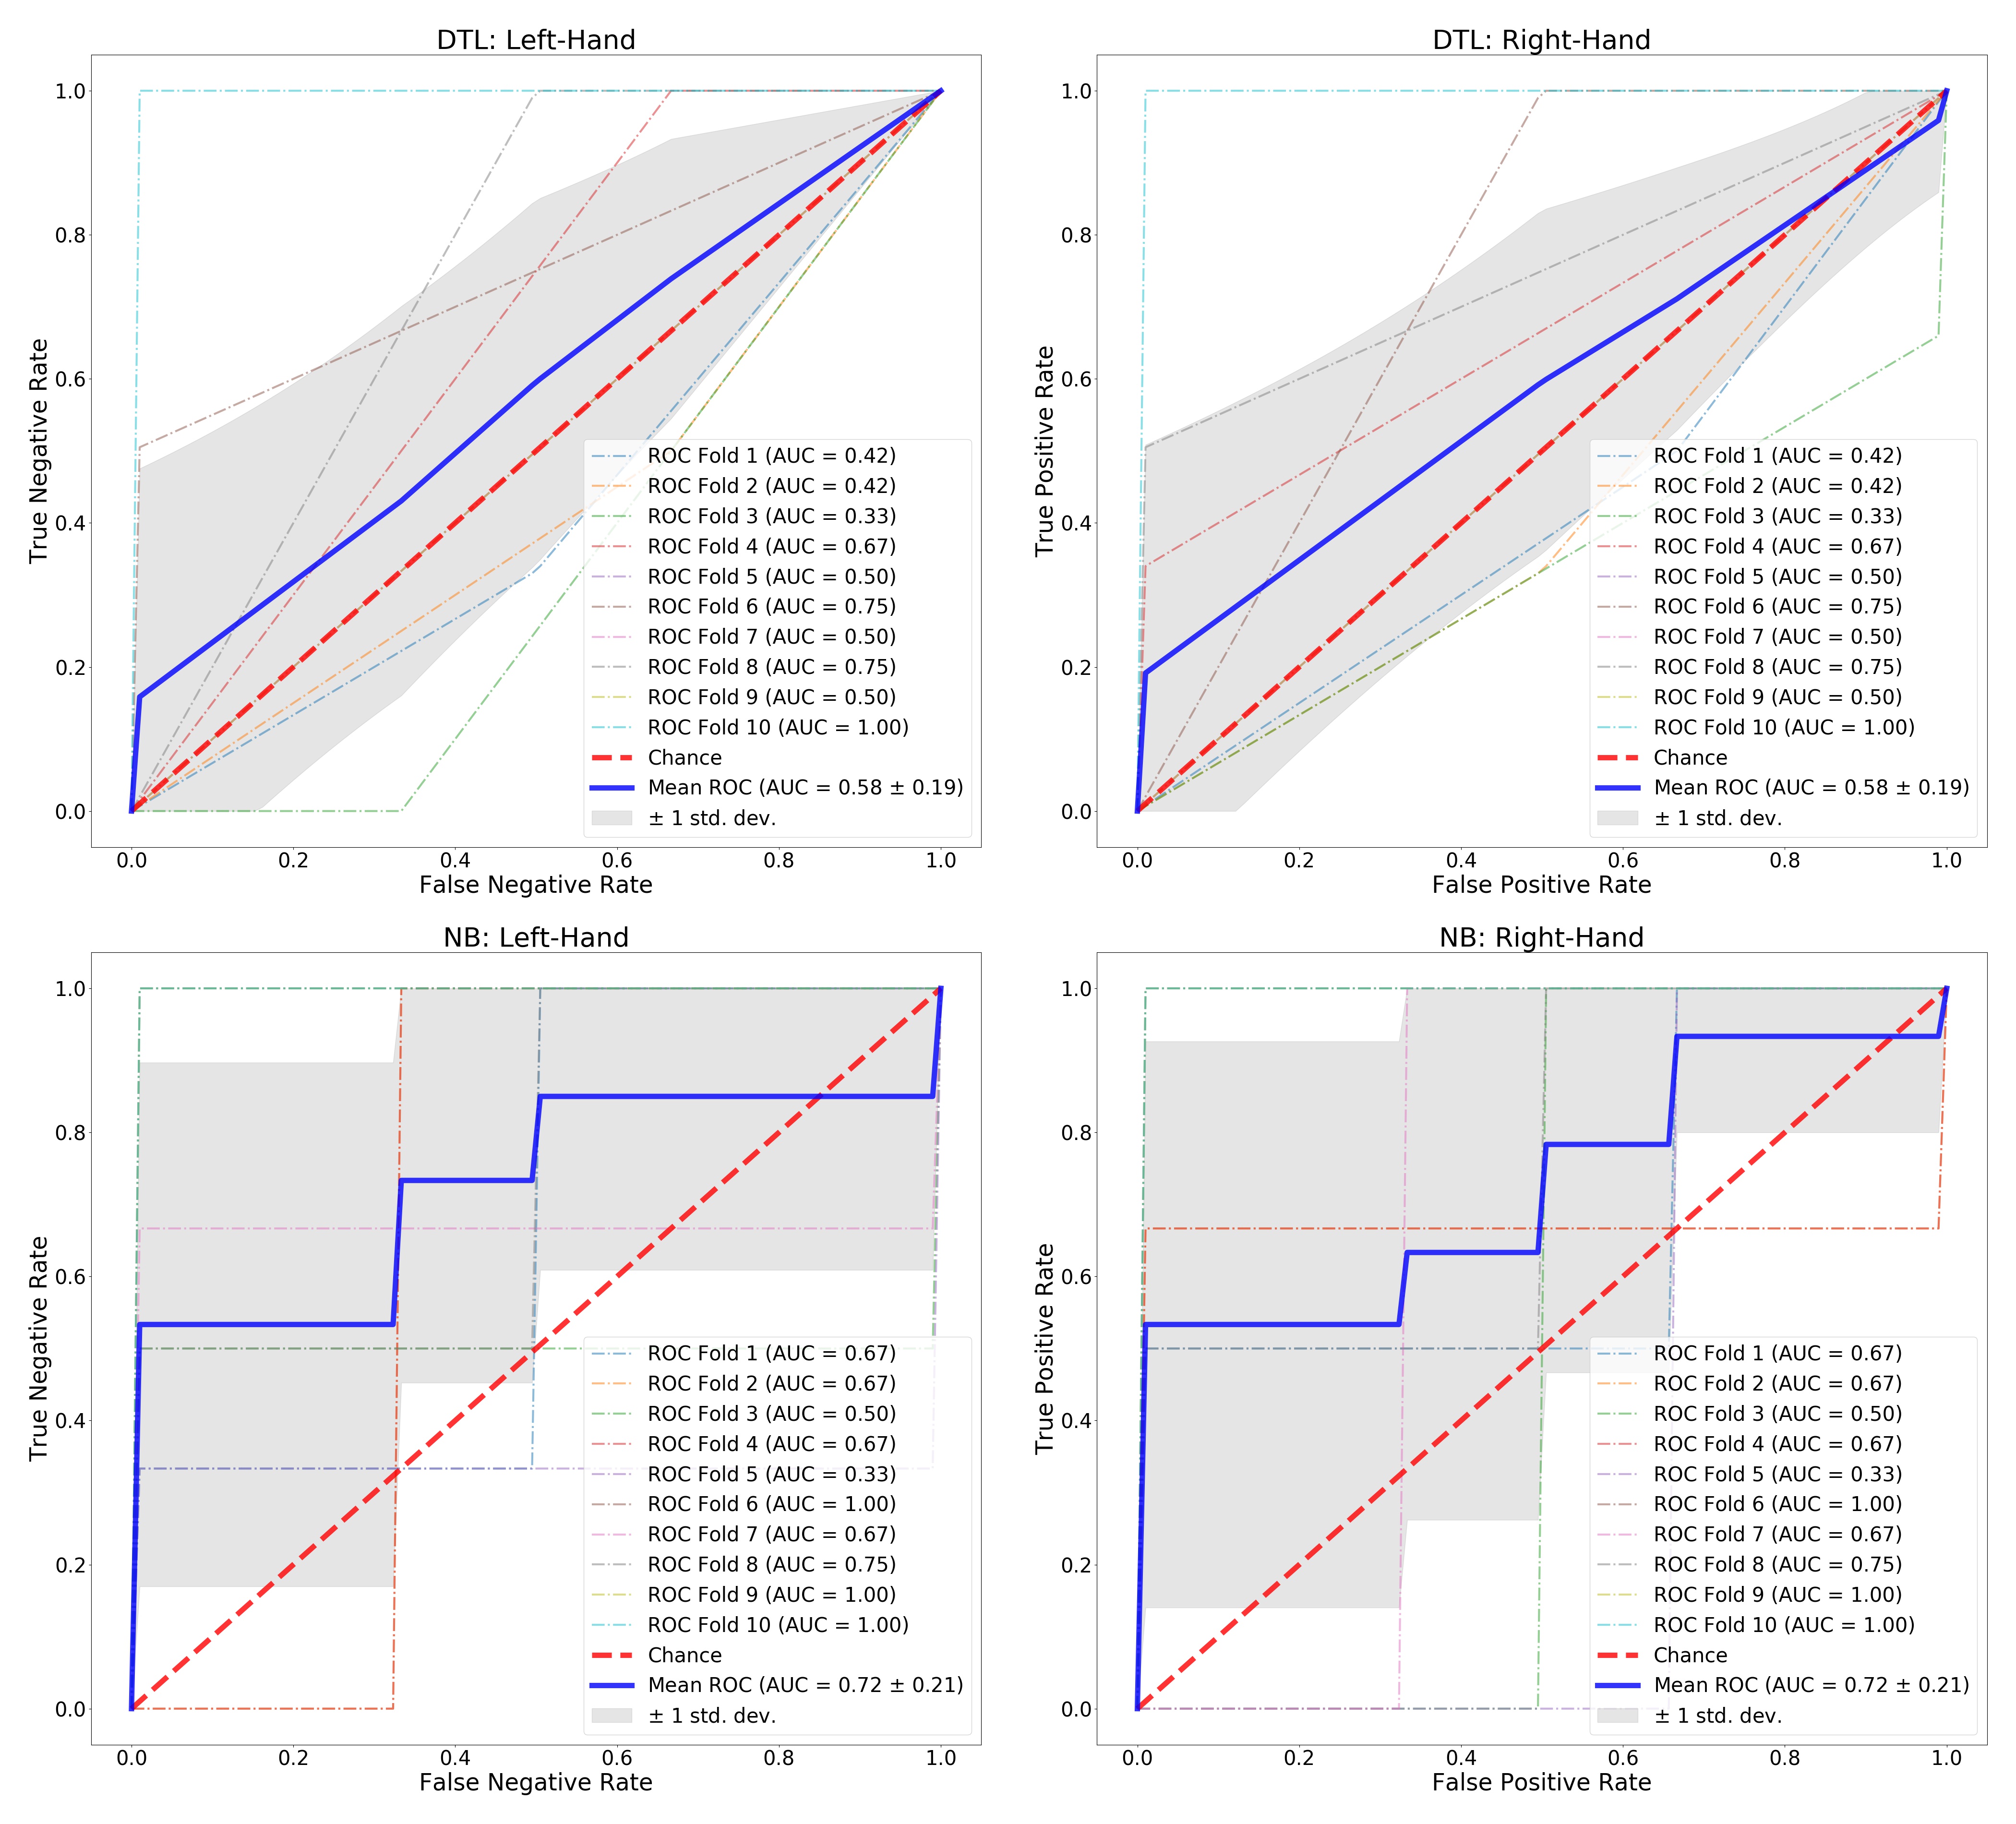 DTL: Left-Hand
1.0
0.8
0.6
0.4
0.2
0.0
True Negative Rate
ROC Fold 1 (AUC = 0.42)
ROC Fold 2 (AUC = 0.42)
ROC Fold 3 (AUC = 0.33)
ROC Fold 4 (AUC = 0.67)
ROC Fold 5 (AUC = 0.50)
ROC Fold 6 (AUC = 0.75)
ROC Fold 7 (AUC = 0.50)
ROC Fold 8 (AUC = 0.75)
ROC Fold 9 (AUC = 0.50)
ROC Fold 10 (AUC = 1.00)
Chance
Mean ROC (AUC = 0.58 ± 0.19)
± 1 std. dev.
0.0 0.2 0.4 0.6 0.8 1.0
False Negative Rate
DTL: Right-Hand
1.0
0.8
0.6
0.4
0.2
0.0
True Positive Rate
ROC Fold 1 (AUC = 0.42)
ROC Fold 2 (AUC = 0.42)
ROC Fold 3 (AUC = 0.33)
ROC Fold 4 (AUC = 0.67)
ROC Fold 5 (AUC = 0.50)
ROC Fold 6 (AUC = 0.75)
ROC Fold 7 (AUC = 0.50)
ROC Fold 8 (AUC = 0.75)
ROC Fold 9 (AUC = 0.50)
ROC Fold 10 (AUC = 1.00)
Chance
Mean ROC (AUC = 0.58 ± 0.19)
± 1 std. dev.
0.0 0.2 0.4 0.6 0.8 1.0
False Positive Rate
NB: Left-Hand
1.0
0.8
0.6
0.4
0.2
0.0
True Negative Rate
ROC Fold 1 (AUC = 0.67)
ROC Fold 2 (AUC = 0.67)
ROC Fold 3 (AUC = 0.50)
ROC Fold 4 (AUC = 0.67)
ROC Fold 5 (AUC = 0.33)
ROC Fold 6 (AUC = 1.00)
ROC Fold 7 (AUC = 0.67)
ROC Fold 8 (AUC = 0.75)
ROC Fold 9 (AUC = 1.00)
ROC Fold 10 (AUC = 1.00)
Chance
Mean ROC (AUC = 0.72 ± 0.21)
± 1 std. dev.
0.0 0.2 0.4 0.6 0.8 1.0
False Negative Rate
NB: Right-Hand
1.0
0.8
0.6
0.4
0.2
0.0
True Positive Rate
ROC Fold 1 (AUC = 0.67)
ROC Fold 2 (AUC = 0.67)
ROC Fold 3 (AUC = 0.50)
ROC Fold 4 (AUC = 0.67)
ROC Fold 5 (AUC = 0.33)
ROC Fold 6 (AUC = 1.00)
ROC Fold 7 (AUC = 0.67)
ROC Fold 8 (AUC = 0.75)
ROC Fold 9 (AUC = 1.00)
ROC Fold 10 (AUC = 1.00)
Chance
Mean ROC (AUC = 0.72 ± 0.21)
± 1 std. dev.
0.0 0.2 0.4 0.6 0.8 1.0
False Positive Rate